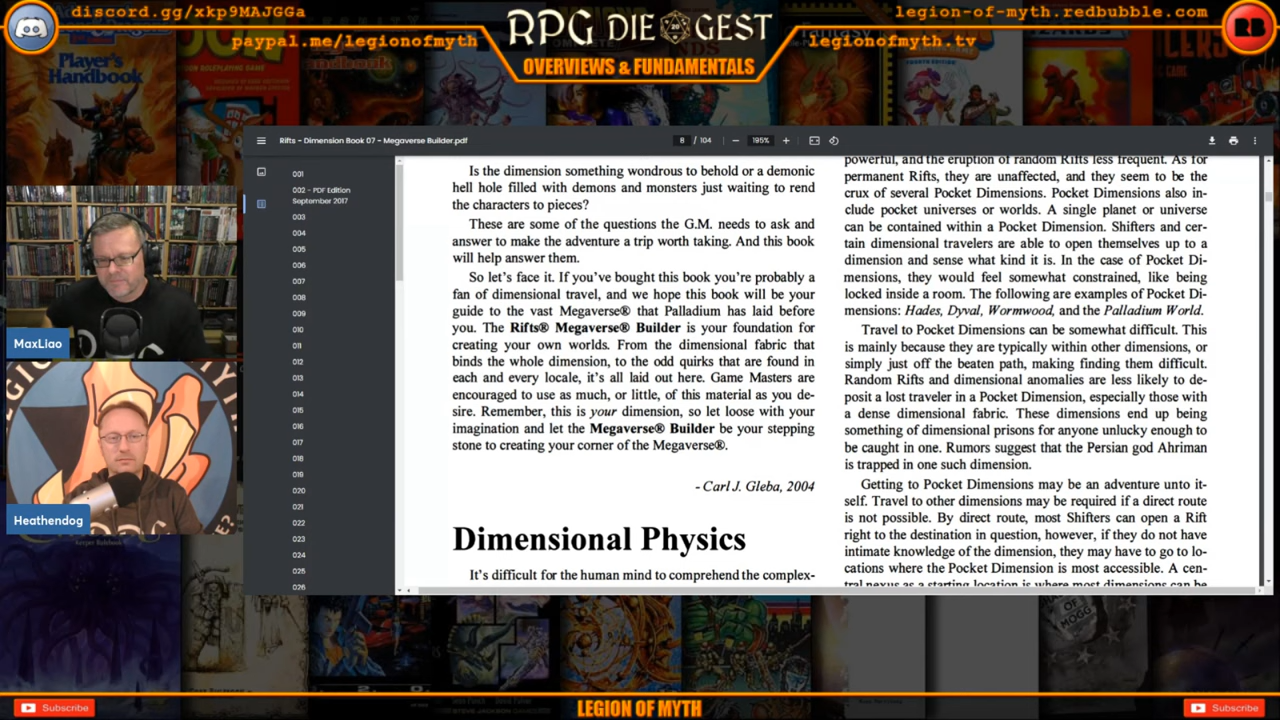 discord.gg/xkp9MAJGGa
paypal.me/legionofmyth
RPG DIE GEST
OVERVIEWS & FUNDAMENTALS
legion-of-myth.redbubble.com
legionofmyth.tv
Player's
Handbook
Rifts - Dimension Book 07 - Megaverse Builder.pdf
8 / 104
195%
001
002 - PDF Edition
September 2017
003
004
005
006
007
008
009
010
011
012
013
014
015
016
017
018
019
020
021
022
023
024
025
026
Is the dimension something wondrous to behold or a demonic
hell hole filled with demons and monsters just waiting to rend
the characters to pieces?
These are some of the questions the G.M. needs to ask and
answer to make the adventure a trip worth taking. And this book
will help answer them.
So let's face it. If you've bought this book you're probably a
fan of dimensional travel, and we hope this book will be your
guide to the vast Megaverse® that Palladium has laid before
you. The Rifts® Megaverse® Builder is your foundation for
creating your own worlds. From the dimensional fabric that
binds the whole dimension, to the odd quirks that are found in
each and every locale, it's all laid out here. Game Masters are
encouraged to use as much, or little, of this material as you de-
sire. Remember, this is your dimension, so let loose with your
imagination and let the Megaverse® Builder be your stepping
stone to creating your corner of the Megaverse®.
- Carl J. Gleba, 2004
Dimensional Physics
It's difficult for the human mind to comprehend the complex-
powerful, and the eruption of random Rifts less frequent. As for
permanent Rifts, they are unaffected, and they seem to be the
crux of several Pocket Dimensions. Pocket Dimensions also in-
clude pocket universes or worlds. A single planet or universe
can be contained within a Pocket Dimension. Shifters and cer-
tain dimensional travelers are able to open themselves up to a
dimension and sense what kind it is. In the case of Pocket Di-
mensions, they would feel somewhat constrained, like being
locked inside a room. The following are examples of Pocket Di-
mensions: Hades, Dyval, Wormwood, and the Palladium World.
Travel to Pocket Dimensions can be somewhat difficult. This
is mainly because they are typically within other dimensions, or
simply just off the beaten path, making finding them difficult.
Random Rifts and dimensional anomalies are less likely to de-
posit a lost traveler in a Pocket Dimension, especially those with
a dense dimensional fabric. These dimensions end up being
something of dimensional prisons for anyone unlucky enough to
be caught in one. Rumors suggest that the Persian god Ahriman
is trapped in one such dimension.
Getting to Pocket Dimensions may be an adventure unto it-
self. Travel to other dimensions may be required if a direct route
is not possible. By direct route, most Shifters can open a Rift
right to the destination in question, however, if they do not have
intimate knowledge of the dimension, they may have to go to lo-
cations where the Pocket Dimension is most accessible. A cen-
tral nexus as a starting location is where most dimensions can be
MaxLiao
Heathendog
Subscribe
LEGION OF MYTH
Subscribe